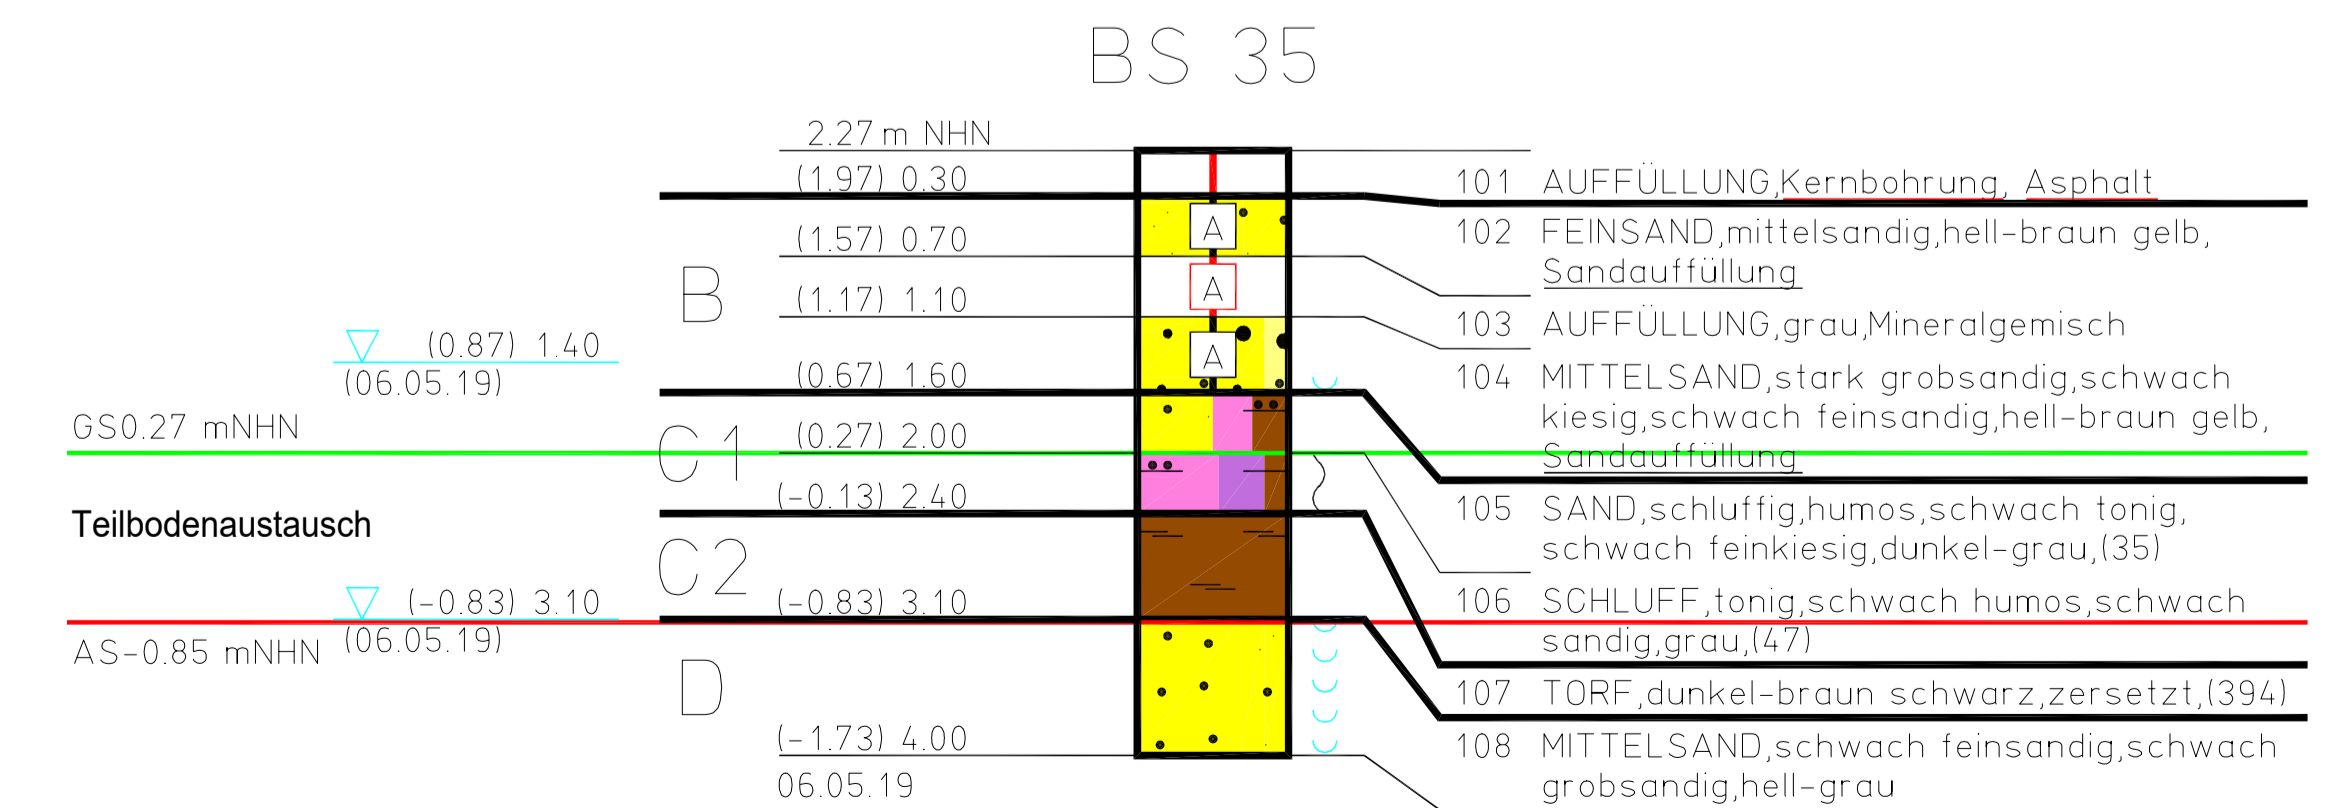 BS 35
2.27 m NHN
(1.97) 0.30
(1.57) 0.70
(1.17) 1.10
(0.67) 1.60
(0.27) 2.00
(-0.13) 2.40
(-0.83) 3.10
(-1.73) 4.00
06.05.19
B
C1
C2
D
(0.87) 1.40
(06.05.19)
GS0.27 mNHN
Teilbodenaustausch
(-0.83) 3.10
(06.05.19)
AS-0.85 mNHN
A
A
A
101 AUFFÜLLUNG,Kernbohrung, Asphalt
102 FEINSAND,mittelsandig,hell-braun gelb,
Sandauffüllung
103 AUFFÜLLUNG,grau,Mineralgemisch
104 MITTELSAND,stark grobsandig,schwach
kiesig,schwach feinsandig,hell-braun gelb,
Sandauffüllung
105 SAND,schluffig,humos,schwach tonig,
schwach feinkiesig,dunkel-grau,(35)
106 SCHLUFF,tonig,schwach humos,schwach
sandig,grau,(47)
107 TORF,dunkel-braun schwarz,zersetzt,(394)
108 MITTELSAND,schwach feinsandig,schwach
grobsandig,hell-grau